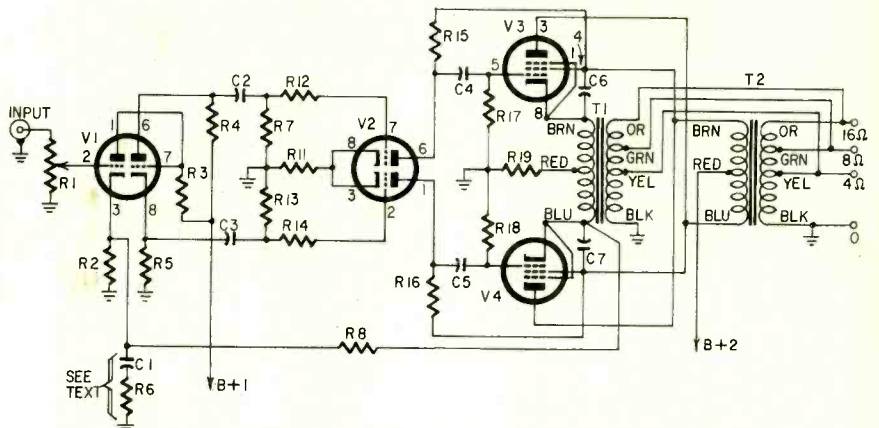 INPUT
R1
V1
1
6
2
7
3
8
R2
R5
R3
R4
C2
C3
R12
R7
R11
R13
R14
V2
7
8
6
3
1
2
R15
R16
C4
C5
R17
R18
R19
V3
3
4
1
5
8
C6
V4
C7
T1
BRN
RED
BLU
OR
GRN
YEL
BLK
T2
BRN
RED
BLU
OR
GRN
YEL
BLK
16Ω
8Ω
4Ω
0
R8
SEE
TEXT
C1
R6
B+1
B+2